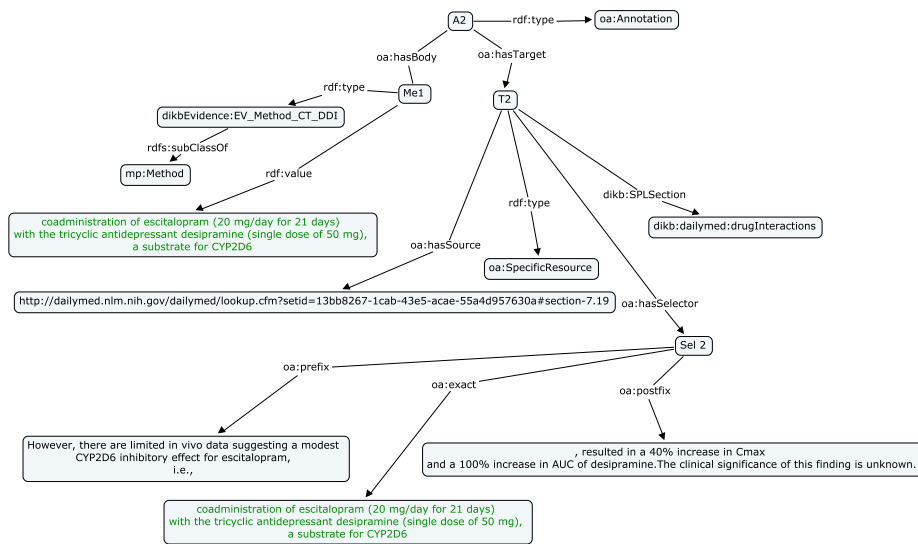 A2
rdf:type
oa:Annotation
oa:hasBody
oa:hasTarget
rdf:type
Me1
T2
dikbEvidence:EV_Method_CT_DDI
rdfs:subClassOf
mp:Method
rdf:value
dikb:SPLSection
rdf:type
coadministration of escitalopram (20 mg/day for 21 days)
with the tricyclic antidepressant desipramine (single dose of 50 mg),
a substrate for CYP2D6
dikb:dailymed:drugInteractions
oa:hasSource
oa:SpecificResource
http://dailymed.nlm.nih.gov/dailymed/lookup.cfm?setid=13bb8267-1cab-43e5-acae-55a4d957630a#section-7.19
oa:hasSelector
Sel 2
oa:prefix
oa:exact
oa:postfix
However, there are limited in vivo data suggesting a modest
CYP2D6 inhibitory effect for escitalopram,
i.e.,
, resulted in a 40% increase in Cmax
and a 100% increase in AUC of desipramine.The clinical significance of this finding is unknown.
coadministration of escitalopram (20 mg/day for 21 days)
with the tricyclic antidepressant desipramine (single dose of 50 mg),
a substrate for CYP2D6